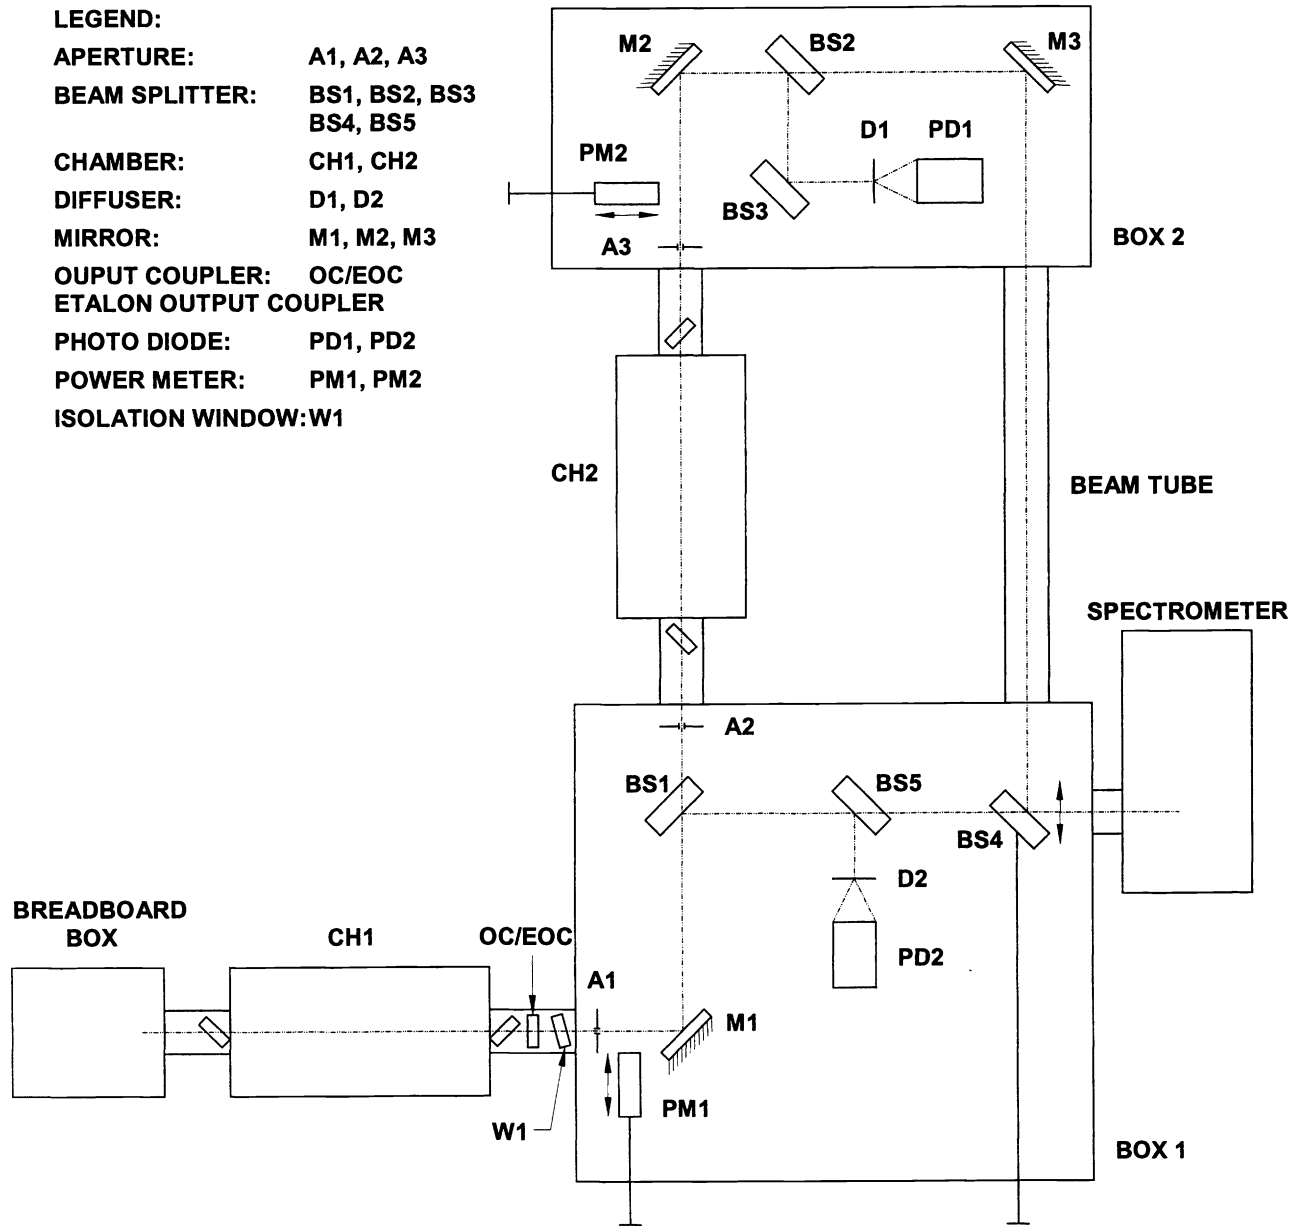 LEGEND:
APERTURE: A1, A2, A3
BEAM SPLITTER: BS1, BS2, BS3
BS4, BS5
CHAMBER: CH1, CH2
DIFFUSER: D1, D2
MIRROR: M1, M2, M3
OUPUT COUPLER: OC/EOC
ETALON OUTPUT COUPLER
PHOTO DIODE: PD1, PD2
POWER METER: PM1, PM2
ISOLATION WINDOW: W1
M2
BS2
M3
D1
PD1
PM2
BS3
A3
BOX 2
CH2
BEAM TUBE
SPECTROMETER
A2
BS1
BS5
BS4
D2
PD2
BREADBOARD
BOX
CH1
OC/EOC
A1
M1
PM1
W1
BOX 1